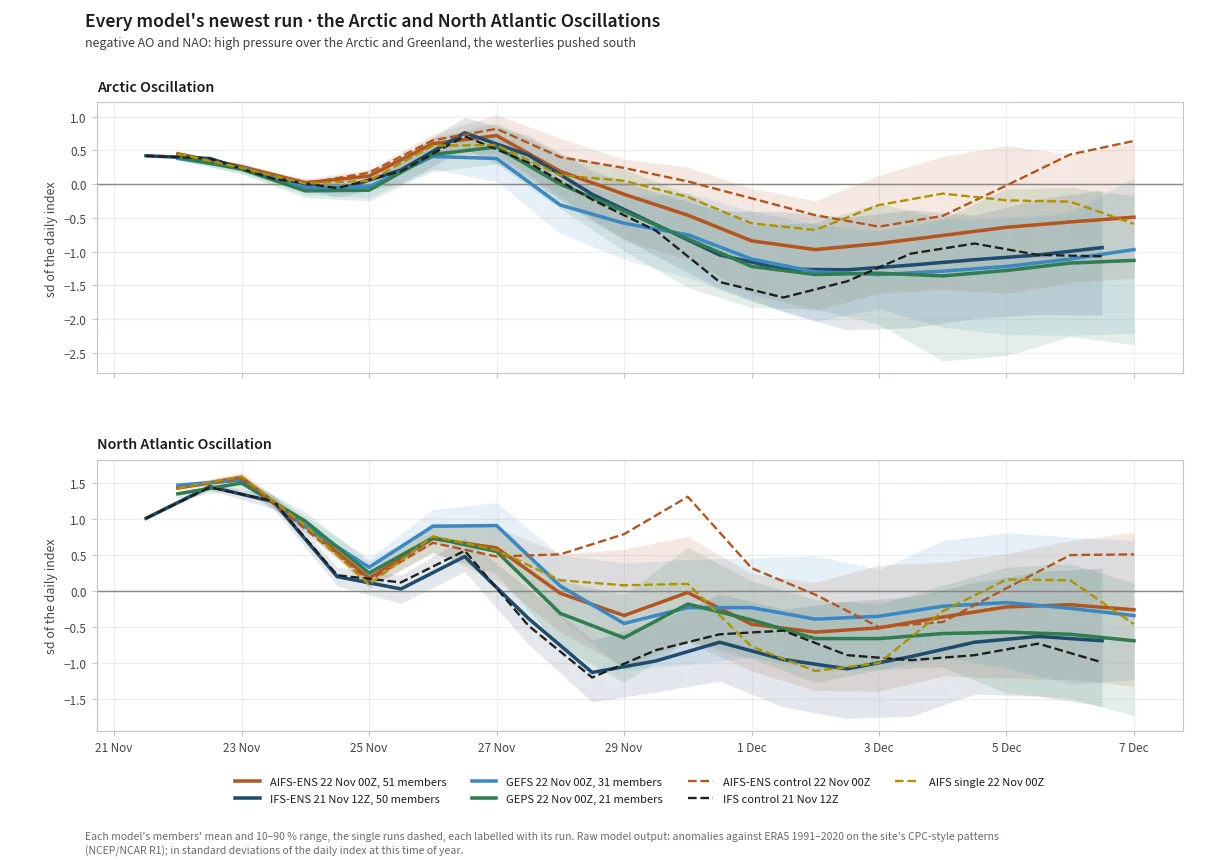 Every model's newest run · the Arctic and North Atlantic Oscillations
negative AO and NAO: high pressure over the Arctic and Greenland, the westerlies pushed south
Arctic Oscillation
sd of the daily index
1.0
0.5
0.0
−0.5
−1.0
−1.5
−2.0
−2.5
North Atlantic Oscillation
sd of the daily index
1.5
1.0
0.5
0.0
−0.5
−1.0
−1.5
21 Nov 23 Nov 25 Nov 27 Nov 29 Nov 1 Dec 3 Dec 5 Dec 7 Dec
AIFS-ENS 22 Nov 00Z, 51 members GEFS 22 Nov 00Z, 31 members AIFS-ENS control 22 Nov 00Z AIFS single 22 Nov 00Z
IFS-ENS 21 Nov 12Z, 50 members GEPS 22 Nov 00Z, 21 members IFS control 21 Nov 12Z
Each model's members' mean and 10–90 % range, the single runs dashed, each labelled with its run. Raw model output: anomalies against ERA5 1991–2020 on the site's CPC-style patterns
(NCEP/NCAR R1); in standard deviations of the daily index at this time of year.